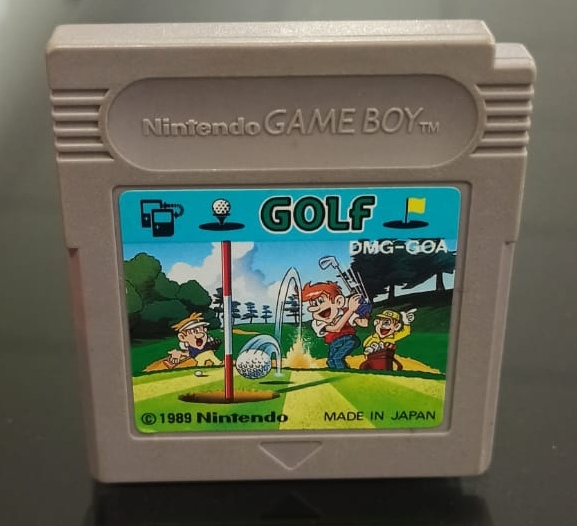 Nintendo GAME BOY™
GOLF
DMG-GOA
© 1989 Nintendo MADE IN JAPAN